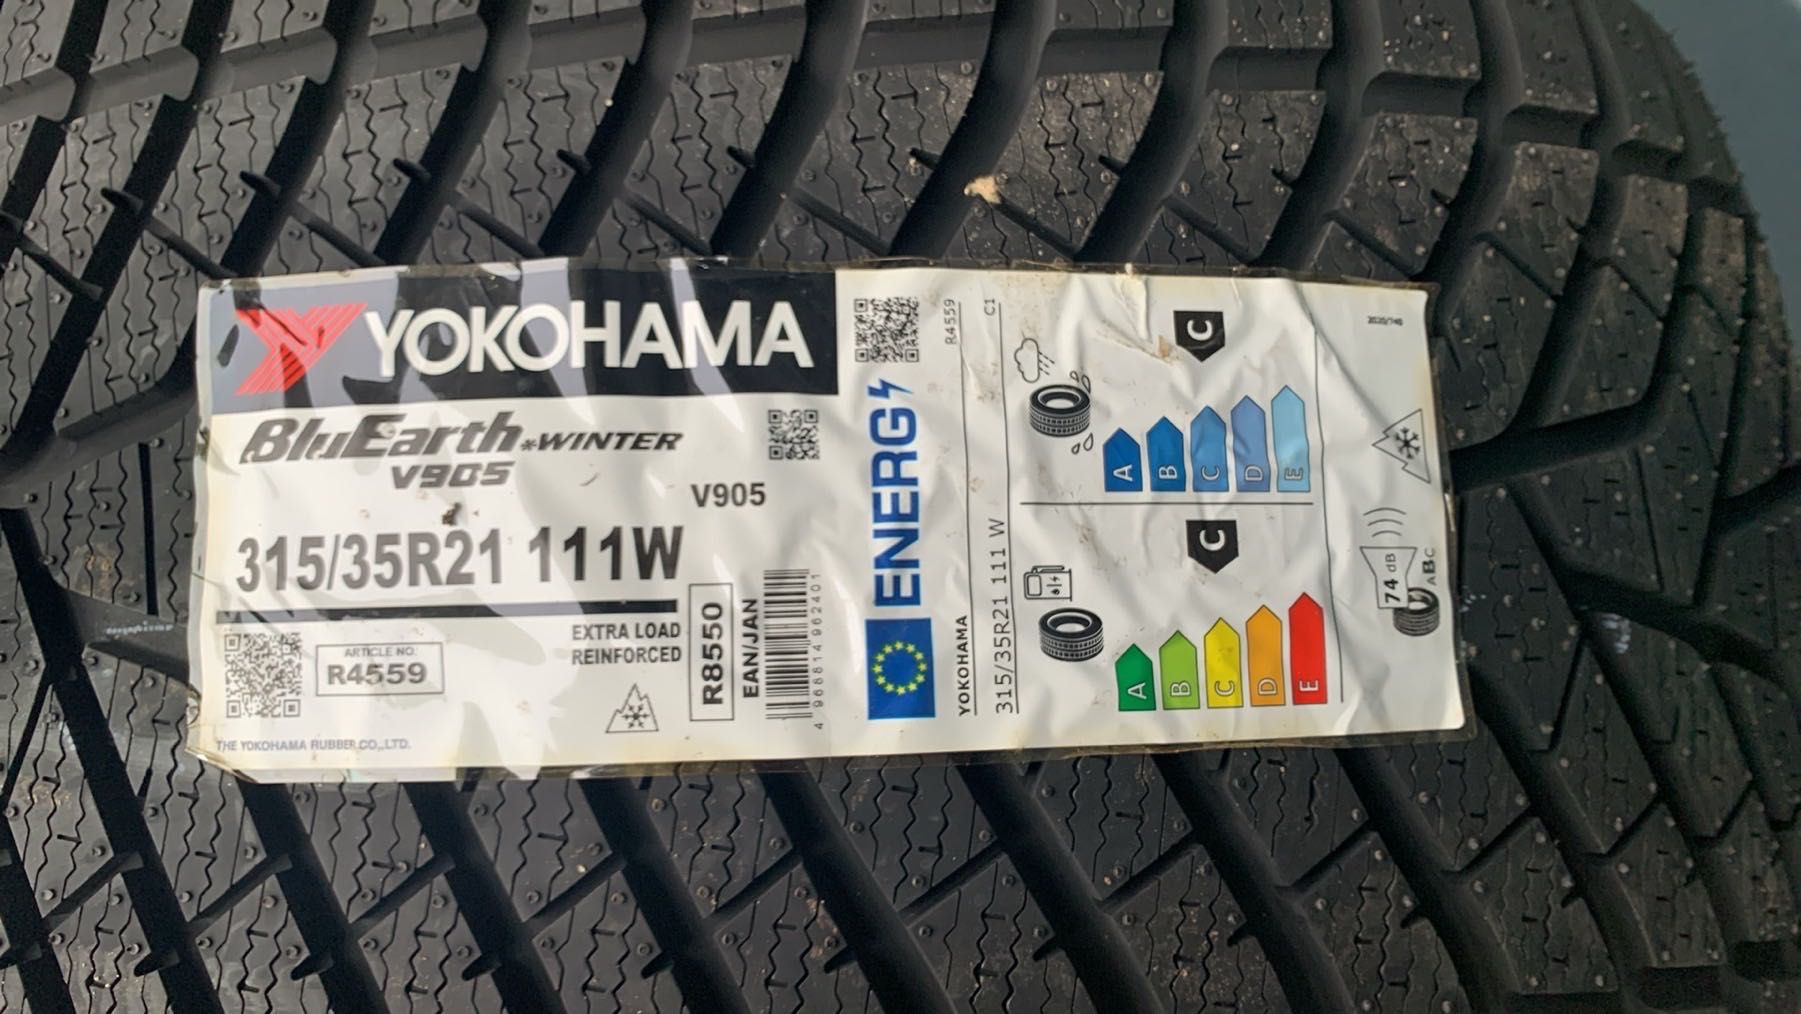 YOKOHAMA
BluEarth*WINTER
V905
V905
315/35R21 111W
EXTRA LOAD
REINFORCED
ARTICLE NO:
R4559
THE YOKOHAMA RUBBER CO.,LTD.
R8550
EAN/JAN
4 968814 962401
ENERG
R4559
YOKOHAMA
C1
315/35R21 111 W
C
A
B
C
D
E
C
A
B
C
D
E
2020/740
74 dB
ABC